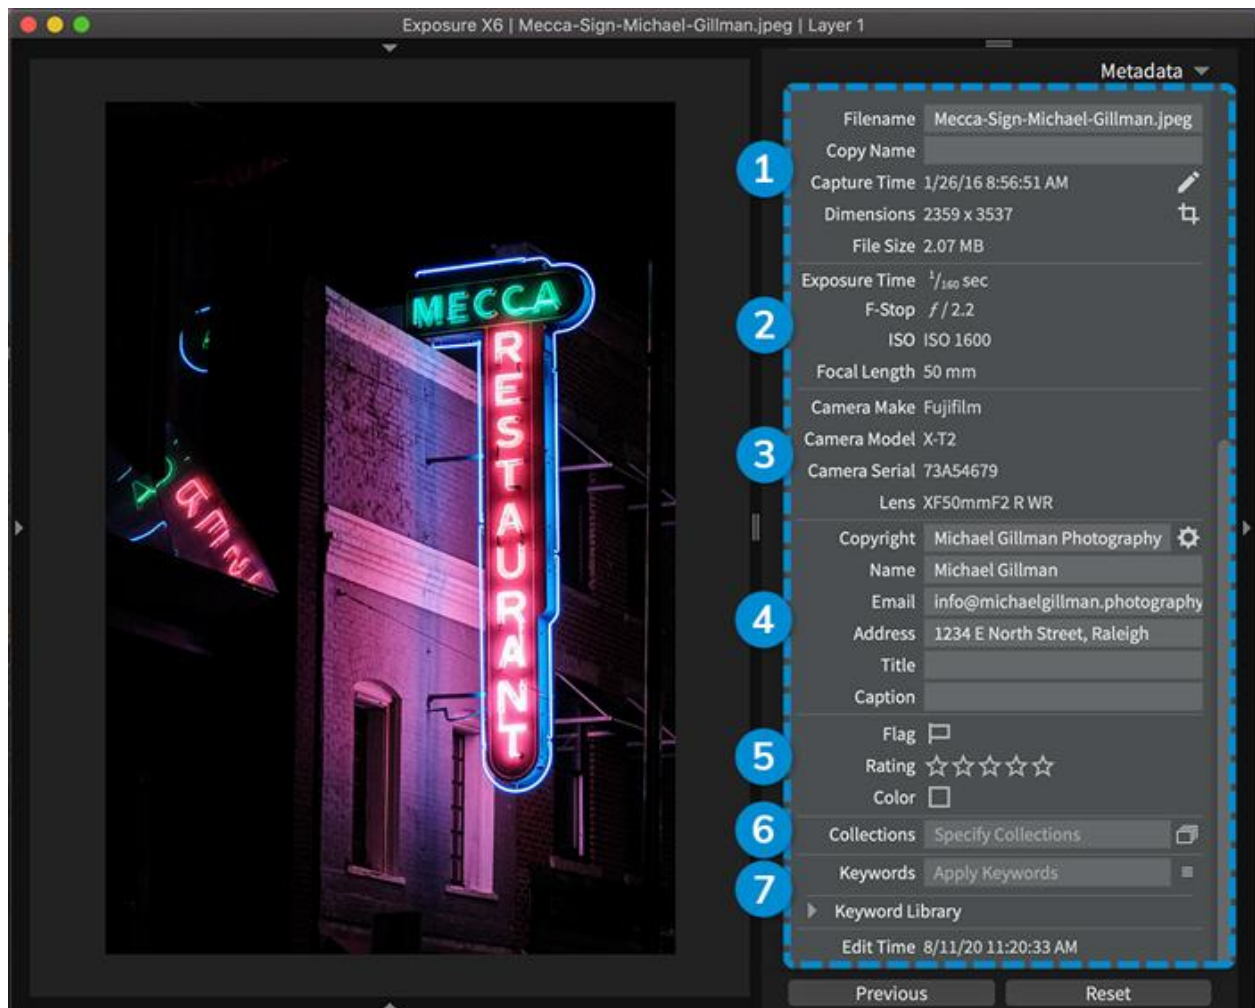 Exposure X6 | Mecca-Sign-Michael-Gillman.jpeg | Layer 1
MECCA
RESTAURANT
Metadata
1
Filename Mecca-Sign-Michael-Gillman.jpeg
Copy Name
Capture Time 1/26/16 8:56:51 AM
Dimensions 2359 x 3537
File Size 2.07 MB
2
Exposure Time 1/160 sec
F-Stop f / 2.2
ISO ISO 1600
Focal Length 50 mm
3
Camera Make Fujifilm
Camera Model X-T2
Camera Serial 73A54679
Lens XF50mmF2 R WR
4
Copyright Michael Gillman Photography
Name Michael Gillman
Email info@michaelgillman.photography
Address 1234 E North Street, Raleigh
Title
Caption
5
Flag
Rating
Color
6
Collections Specify Collections
7
Keywords Apply Keywords
Keyword Library
Edit Time 8/11/20 11:20:33 AM
Previous Reset